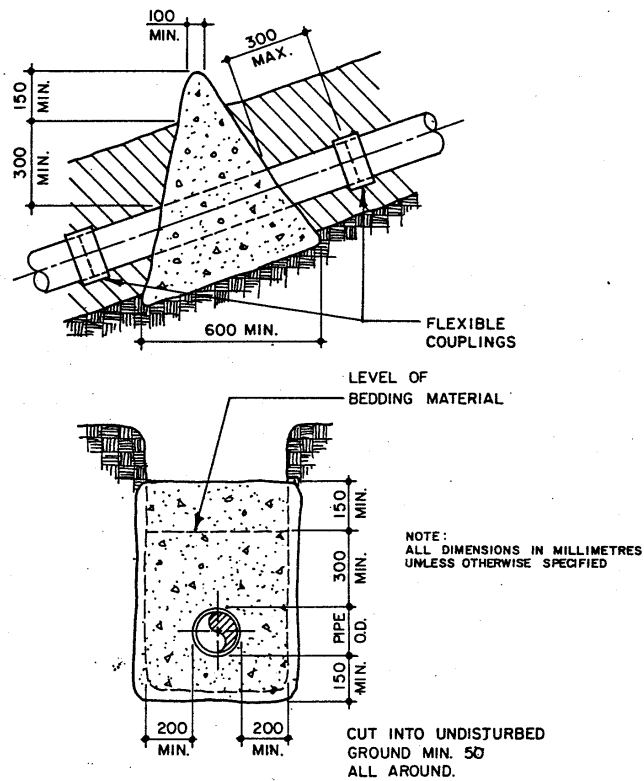 100
MIN.
300
MAX.
150
MIN.
300
MIN.
600 MIN.
FLEXIBLE
COUPLINGS
LEVEL OF
BEDDING MATERIAL
150
MIN.
300
MIN.
PIPE
O.D.
150
MIN.
NOTE:
ALL DIMENSIONS IN MILLIMETRES
UNLESS OTHERWISE SPECIFIED
200
MIN.
200
MIN.
CUT INTO UNDISTURBED
GROUND MIN. 50
ALL AROUND.